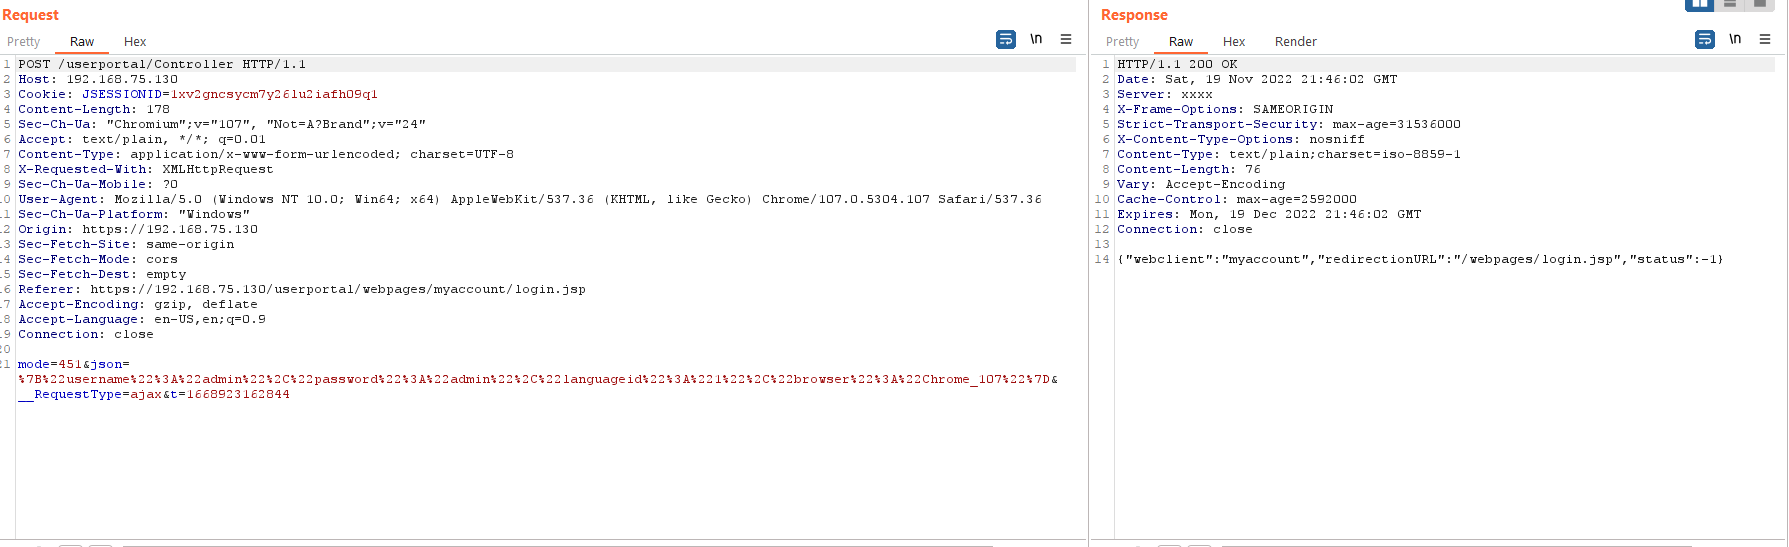 Request
Pretty Raw Hex \n
1 POST /userportal/Controller HTTP/1.1
2 Host: 192.168.75.130
3 Cookie: JSESSIONID=1xv2gncsycm7y261u2iafh09q1
4 Content-Length: 178
5 Sec-Ch-Ua: "Chromium";v="107", "Not=A?Brand";v="24"
6 Accept: text/plain, */*; q=0.01
7 Content-Type: application/x-www-form-urlencoded; charset=UTF-8
8 X-Requested-With: XMLHttpRequest
9 Sec-Ch-Ua-Mobile: ?0
10 User-Agent: Mozilla/5.0 (Windows NT 10.0; Win64; x64) AppleWebKit/537.36 (KHTML, like Gecko) Chrome/107.0.5304.107 Safari/537.36
11 Sec-Ch-Ua-Platform: "Windows"
12 Origin: https://192.168.75.130
13 Sec-Fetch-Site: same-origin
14 Sec-Fetch-Mode: cors
15 Sec-Fetch-Dest: empty
16 Referer: https://192.168.75.130/userportal/webpages/myaccount/login.jsp
17 Accept-Encoding: gzip, deflate
18 Accept-Language: en-US,en;q=0.9
19 Connection: close
20
21 mode=451&json=
%7B%22username%22%3A%22admin%22%2C%22password%22%3A%22admin%22%2C%22languageid%22%3A%221%22%2C%22browser%22%3A%22Chrome_107%22%7D&
__RequestType=ajax&t=1668923162844
Response
Pretty Raw Hex Render \n
1 HTTP/1.1 200 OK
2 Date: Sat, 19 Nov 2022 21:46:02 GMT
3 Server: xxxx
4 X-Frame-Options: SAMEORIGIN
5 Strict-Transport-Security: max-age=31536000
6 X-Content-Type-Options: nosniff
7 Content-Type: text/plain;charset=iso-8859-1
8 Content-Length: 76
9 Vary: Accept-Encoding
10 Cache-Control: max-age=2592000
11 Expires: Mon, 19 Dec 2022 21:46:02 GMT
12 Connection: close
13
14 {"webclient":"myaccount","redirectionURL":"/webpages/login.jsp","status":-1}